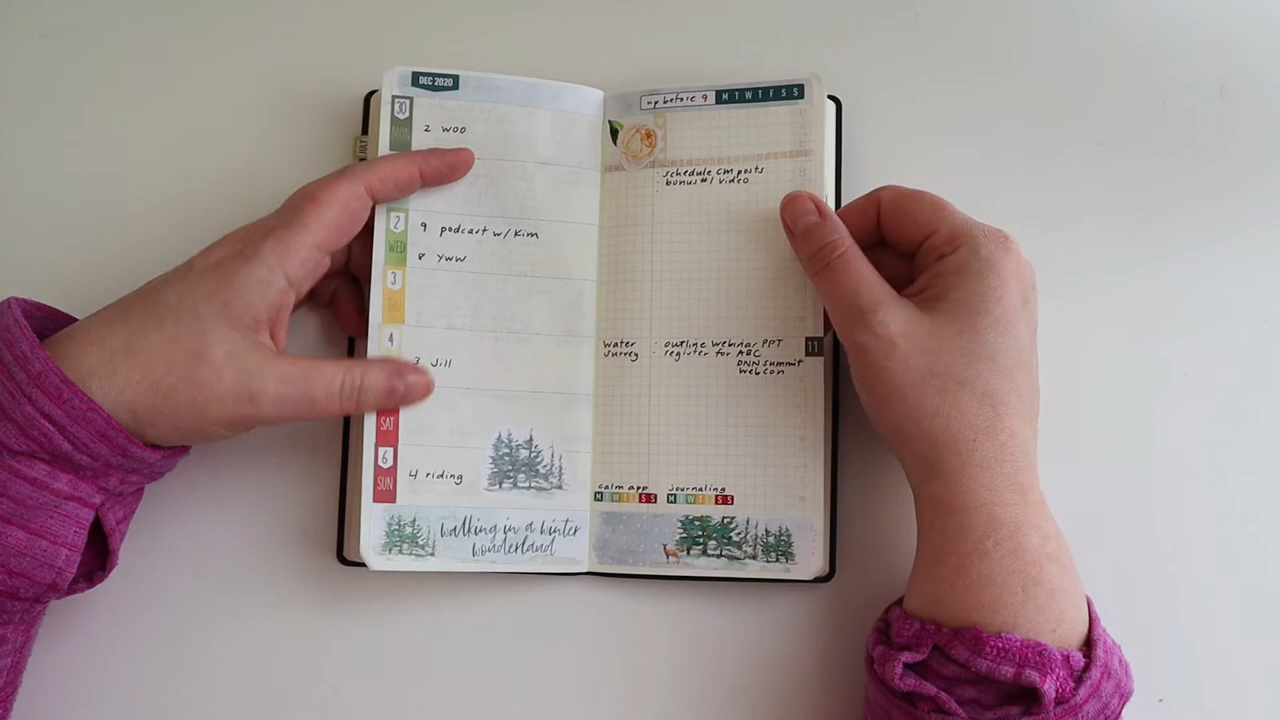 DEC 2020
30
MON
2 woo
2
WED
9 podcast w/ Kim
8 YWW
3
THU
4
3 Jill
SAT
6
SUN
4 riding
walking in a winter
wonderland
JULY
up before 9 M T W T F S S
· schedule CM posts
· bonus #1 video
water
survey
· outline webinar PPT
· register for ABC
DNN summit
webcon
11
calm app
M T W T F S S
journaling
M T W T F S S